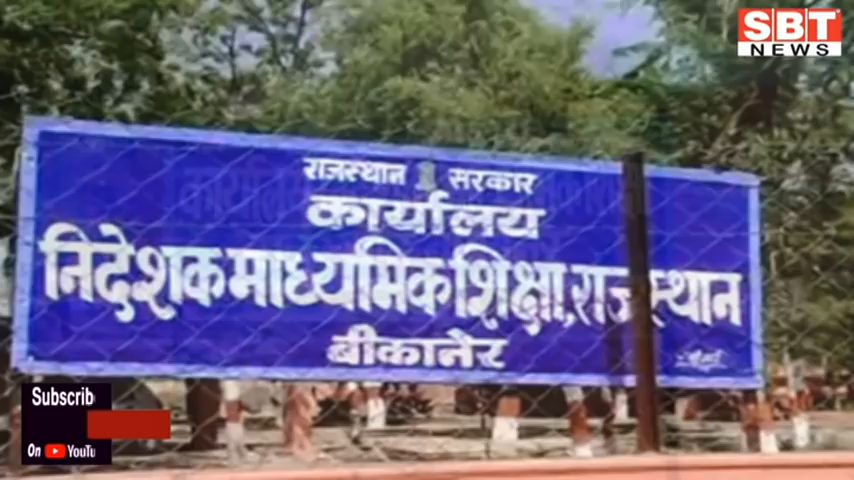 SBT
NEWS
राजस्थान सरकार
कार्यालय
निदेशक माध्यमिक शिक्षा, राजस्थान
बीकानेर
Subscrib
On YouTu